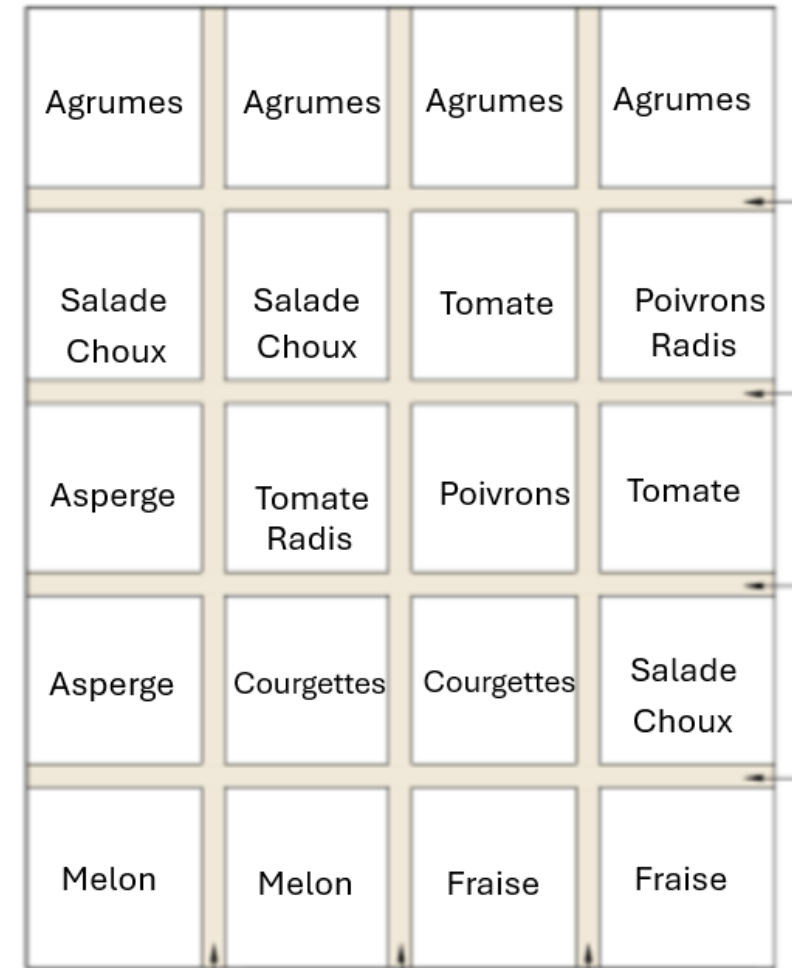 Agrumes
Agrumes
Agrumes
Agrumes
Salade
Choux
Salade
Choux
Tomate
Poivrons
Radis
Asperge
Tomate
Radis
Poivrons
Tomate
Asperge
Courgettes
Courgettes
Salade
Choux
Melon
Melon
Fraise
Fraise